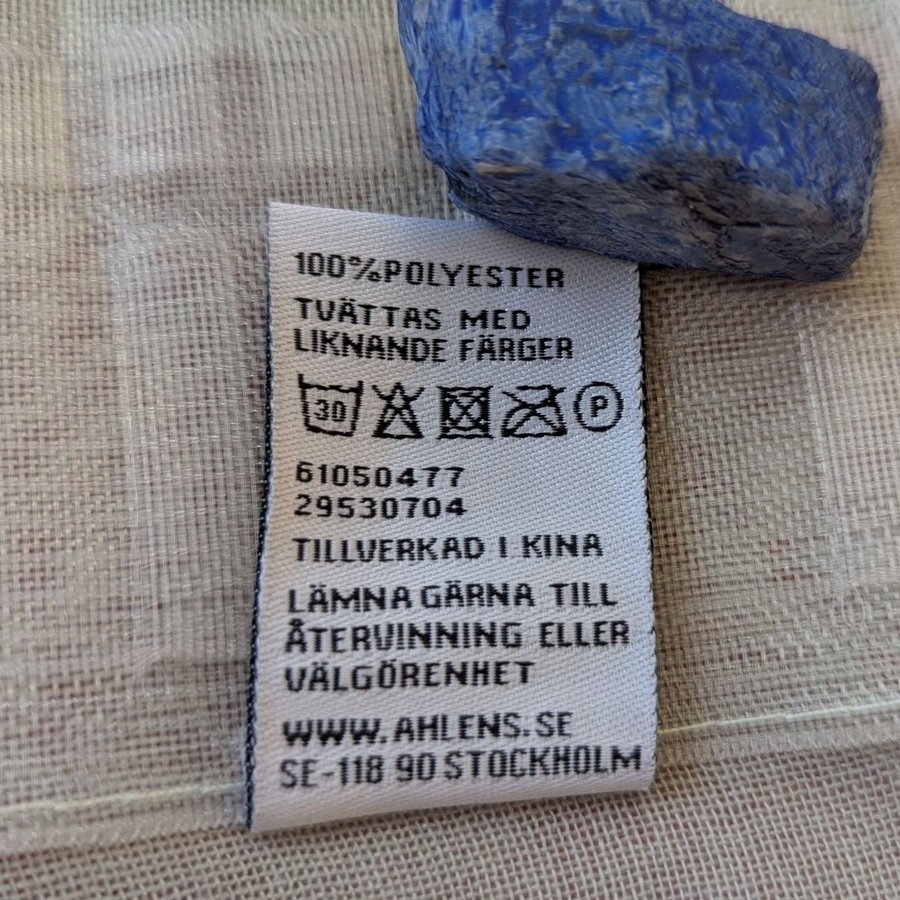 100%POLYESTER
TVÄTTAS MED
LIKNANDE FÄRGER
30 P
61050477
29530704
TILLVERKAD I KINA
LÄMNA GÄRNA TILL
ÅTERVINNING ELLER
VÄLGÖRENHET
WWW.AHLENS.SE
SE-118 90 STOCKHOLM